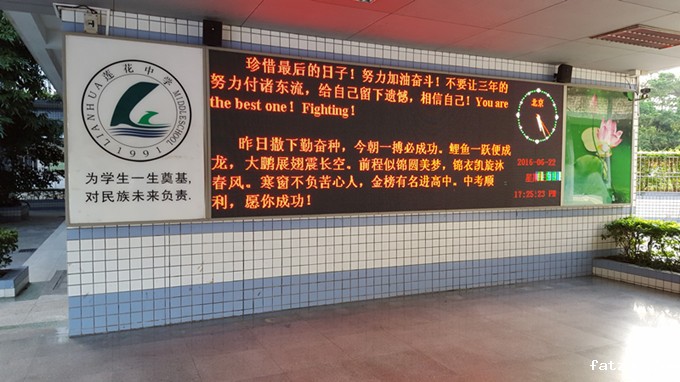 莲花中学
LIANHUA MIDDLESCHOOL
1991
为学生一生奠基,
对民族未来负责.
珍惜最后的日子！努力加油奋斗！不要让三年的
努力付诸东流，给自己留下遗憾，相信自己！You are
the best one！Fighting！
昨日撒下勤奋种，今朝一搏必成功。鲤鱼一跃便成
龙，大鹏展翅震长空。前程似锦圆美梦，锦衣凯旋沐
春风。寒窗不负苦心人，金榜有名进高中。中考顺
利，愿你成功！
北京
2016-06-22
17:25:23 PM